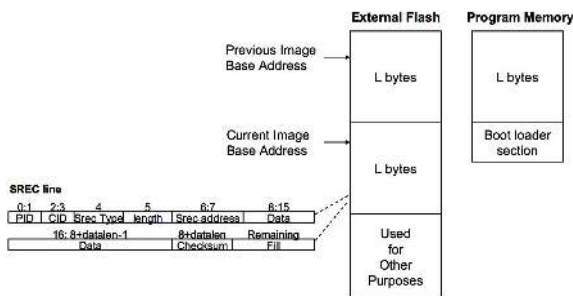 External Flash
Program Memory
Previous Image
Base Address
L bytes
L bytes
Current Image
Base Address
Boot loader
section
L bytes
SREC line
0:1 2:3 4 5 6:7 8:15
PID CID Srec Type length Srec address Data
16: 8+datalen-1 8+datalen Remaining
Data Checksum Fill
Used
for
Other
Purposes